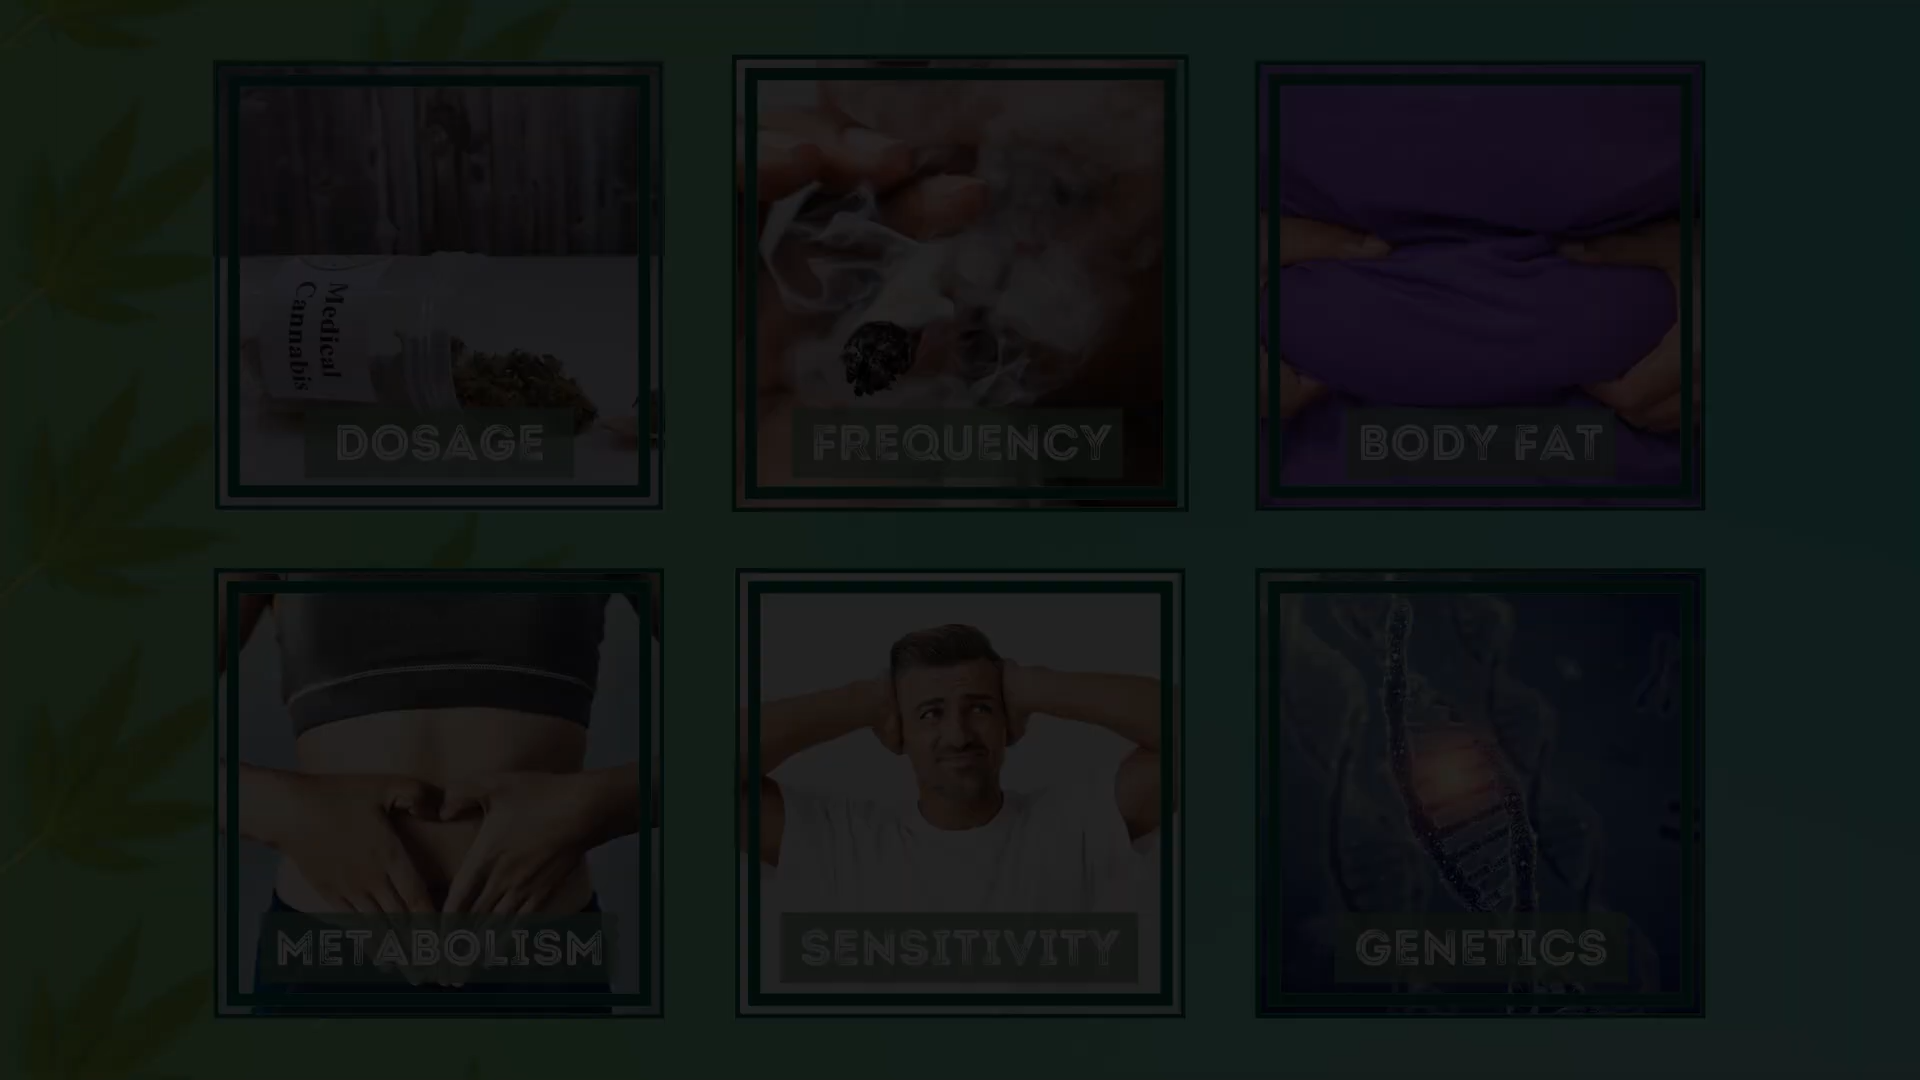 Medical
Cannabis
DOSAGE
FREQUENCY
BODY FAT
METABOLISM
SENSITIVITY
GENETICS